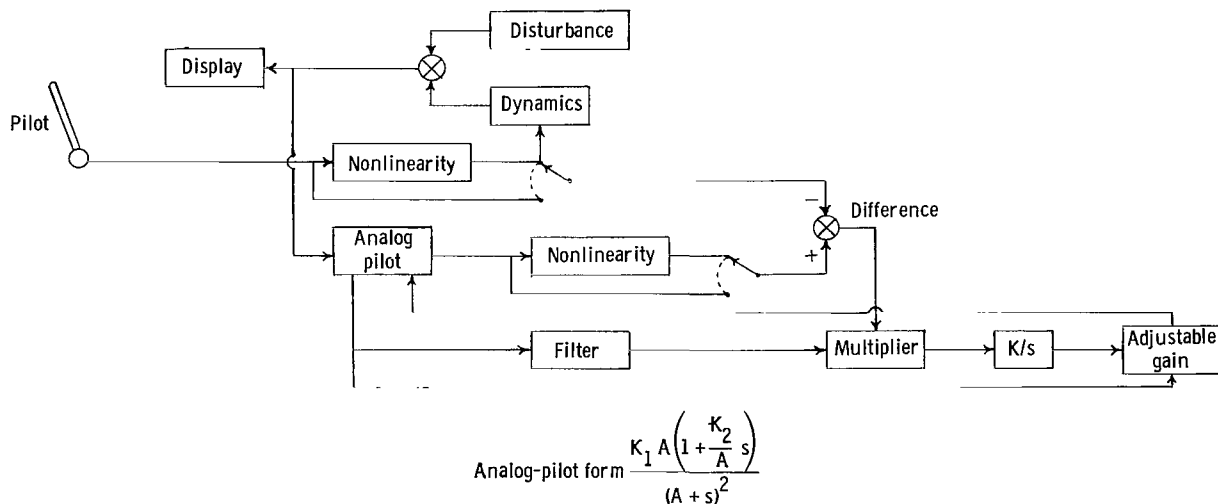 Disturbance
Display
Dynamics
Pilot
Nonlinearity
−
Difference
Analog
pilot
Nonlinearity
+
Filter
Multiplier
K/s
Adjustable
gain
Analog-pilot form K₁ A(1 + K₂/A s) / (A + s)²